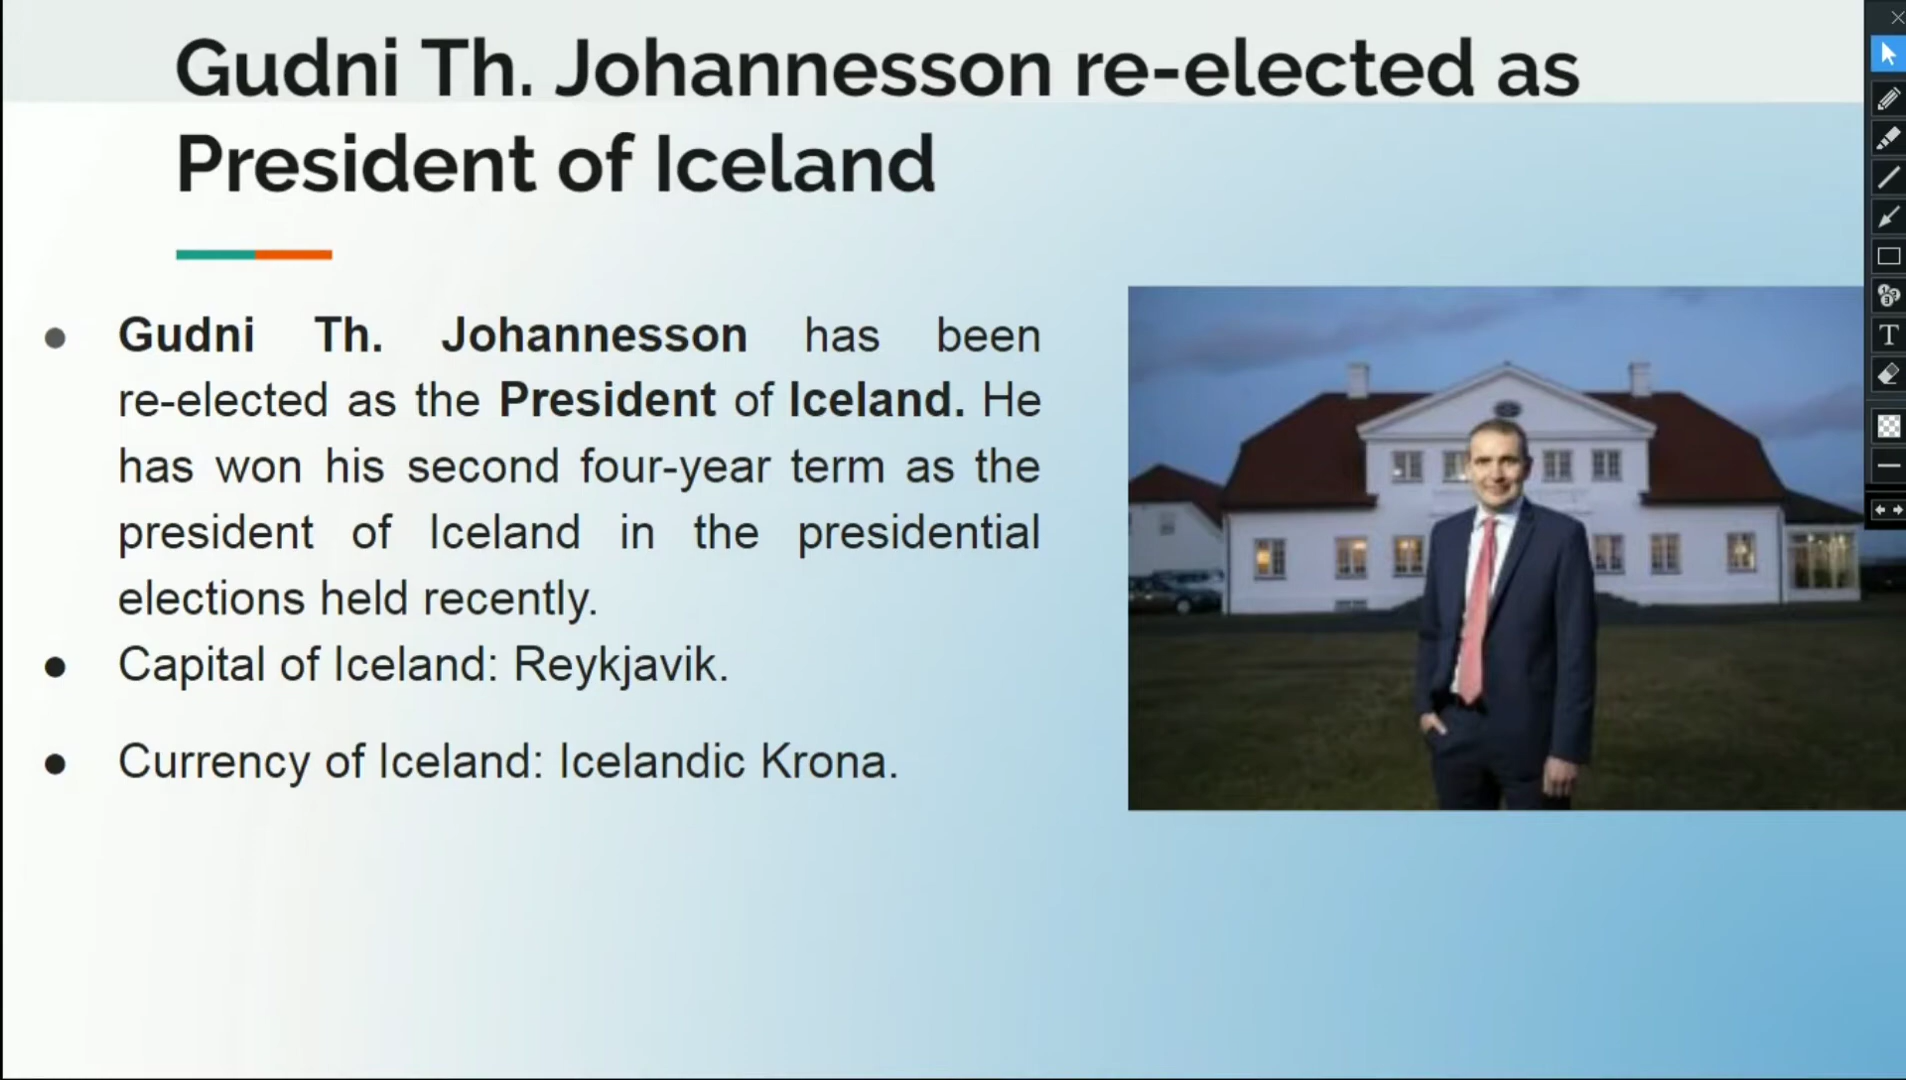 Gudni Th. Johannesson re-elected as
President of Iceland
● Gudni Th. Johannesson has been
re-elected as the President of Iceland. He
has won his second four-year term as the
president of Iceland in the presidential
elections held recently.
● Capital of Iceland: Reykjavik.
● Currency of Iceland: Icelandic Krona.
T